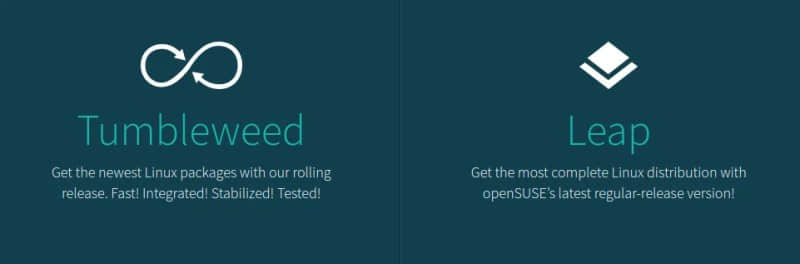 Tumbleweed
Get the newest Linux packages with our rolling
release. Fast! Integrated! Stabilized! Tested!
Leap
Get the most complete Linux distribution with
openSUSE’s latest regular-release version!